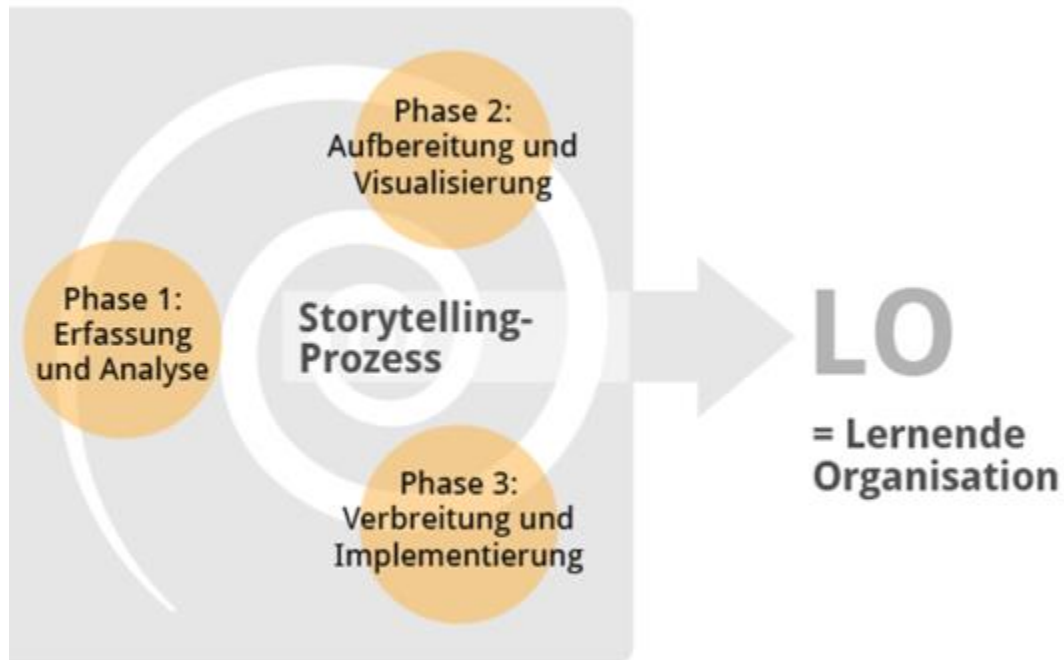 Phase 1:
Erfassung
und Analyse
Phase 2:
Aufbereitung und
Visualisierung
Phase 3:
Verbreitung und
Implementierung
Storytelling-
Prozess
LO
= Lernende
Organisation